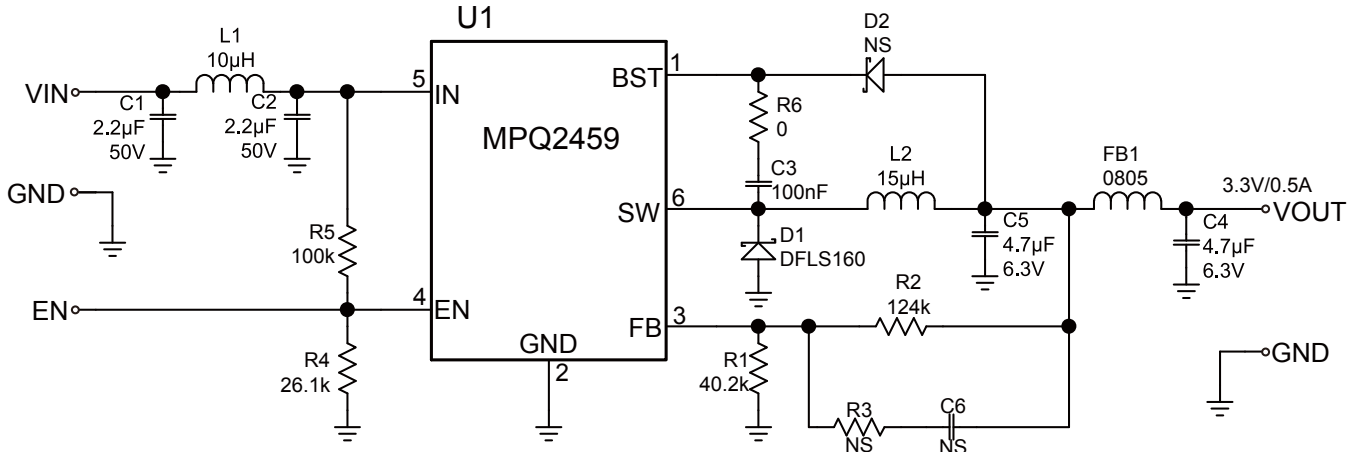 U1
D2
NS
L1
10µH
VIN
C1
2.2µF
50V
C2
2.2µF
50V
5
IN
BST
1
R6
0
MPQ2459
GND
C3
100nF
L2
15µH
FB1
0805
3.3V/0.5A
VOUT
SW
6
R5
100k
D1
DFLS160
C5
4.7µF
6.3V
C4
4.7µF
6.3V
EN
4
EN
FB
3
R2
124k
GND
2
R4
26.1k
R1
40.2k
GND
R3
NS
C6
NS